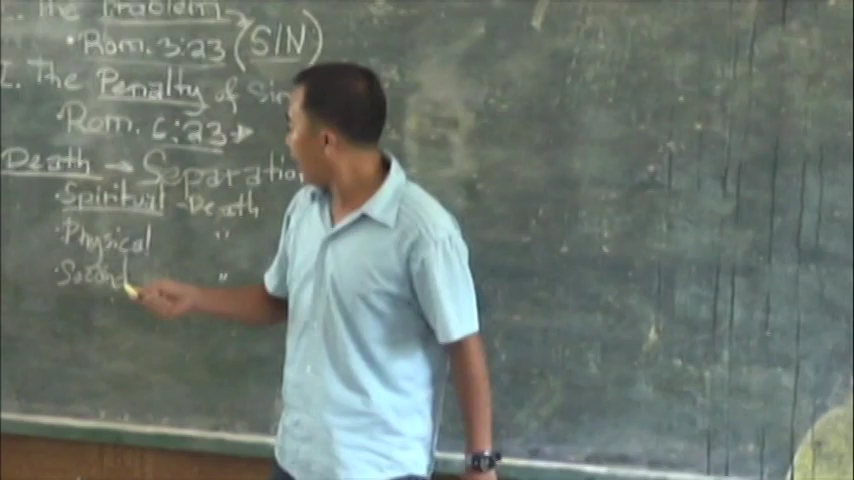 . the Problem →
• Rom. 3:23 (SIN)
I. the Penalty of Sin
• Rom. 6:23 →
Death → Separation
• Spiritual - Death
• Physical "
• Second "